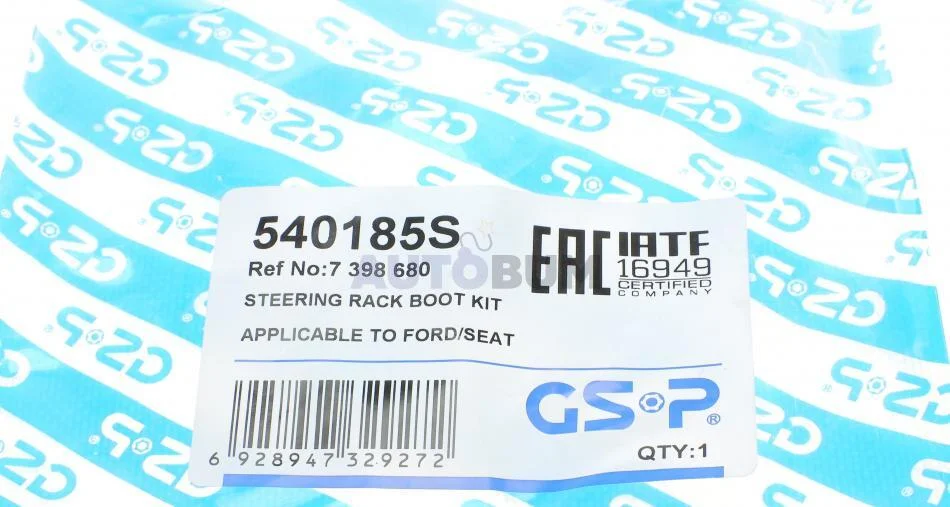 540185S
Ref No:7 398 680
STEERING RACK BOOT KIT
APPLICABLE TO FORD/SEAT
EAC
IATF
16949
CERTIFIED
COMPANY
AUTOBUM
GS-P®
6 928947 329272
QTY:1